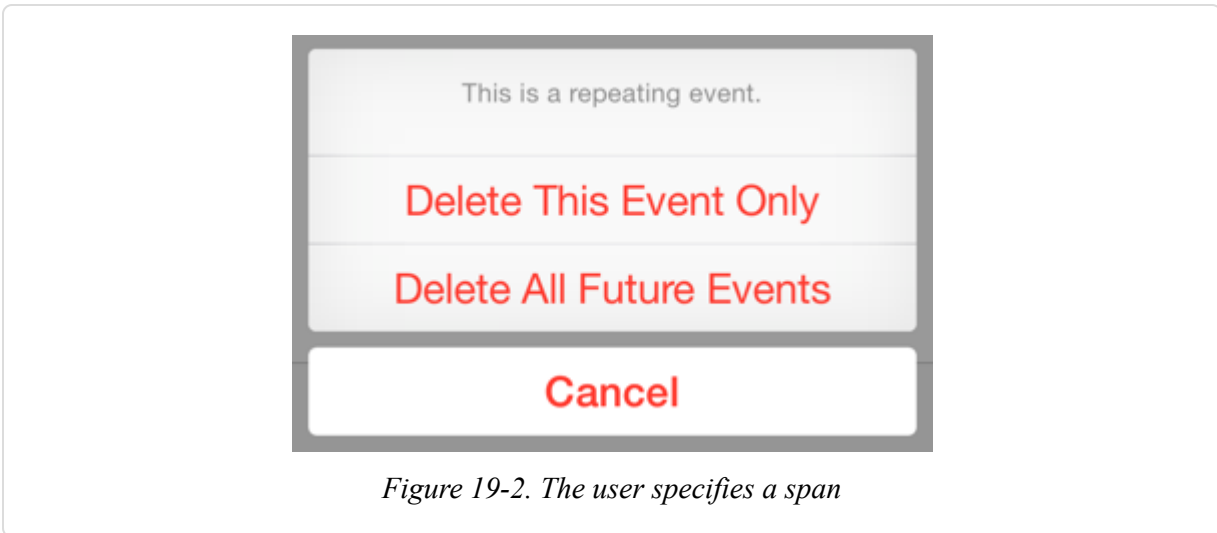 This is a repeating event.
Delete This Event Only
Delete All Future Events
Cancel
Figure 19-2. The user specifies a span